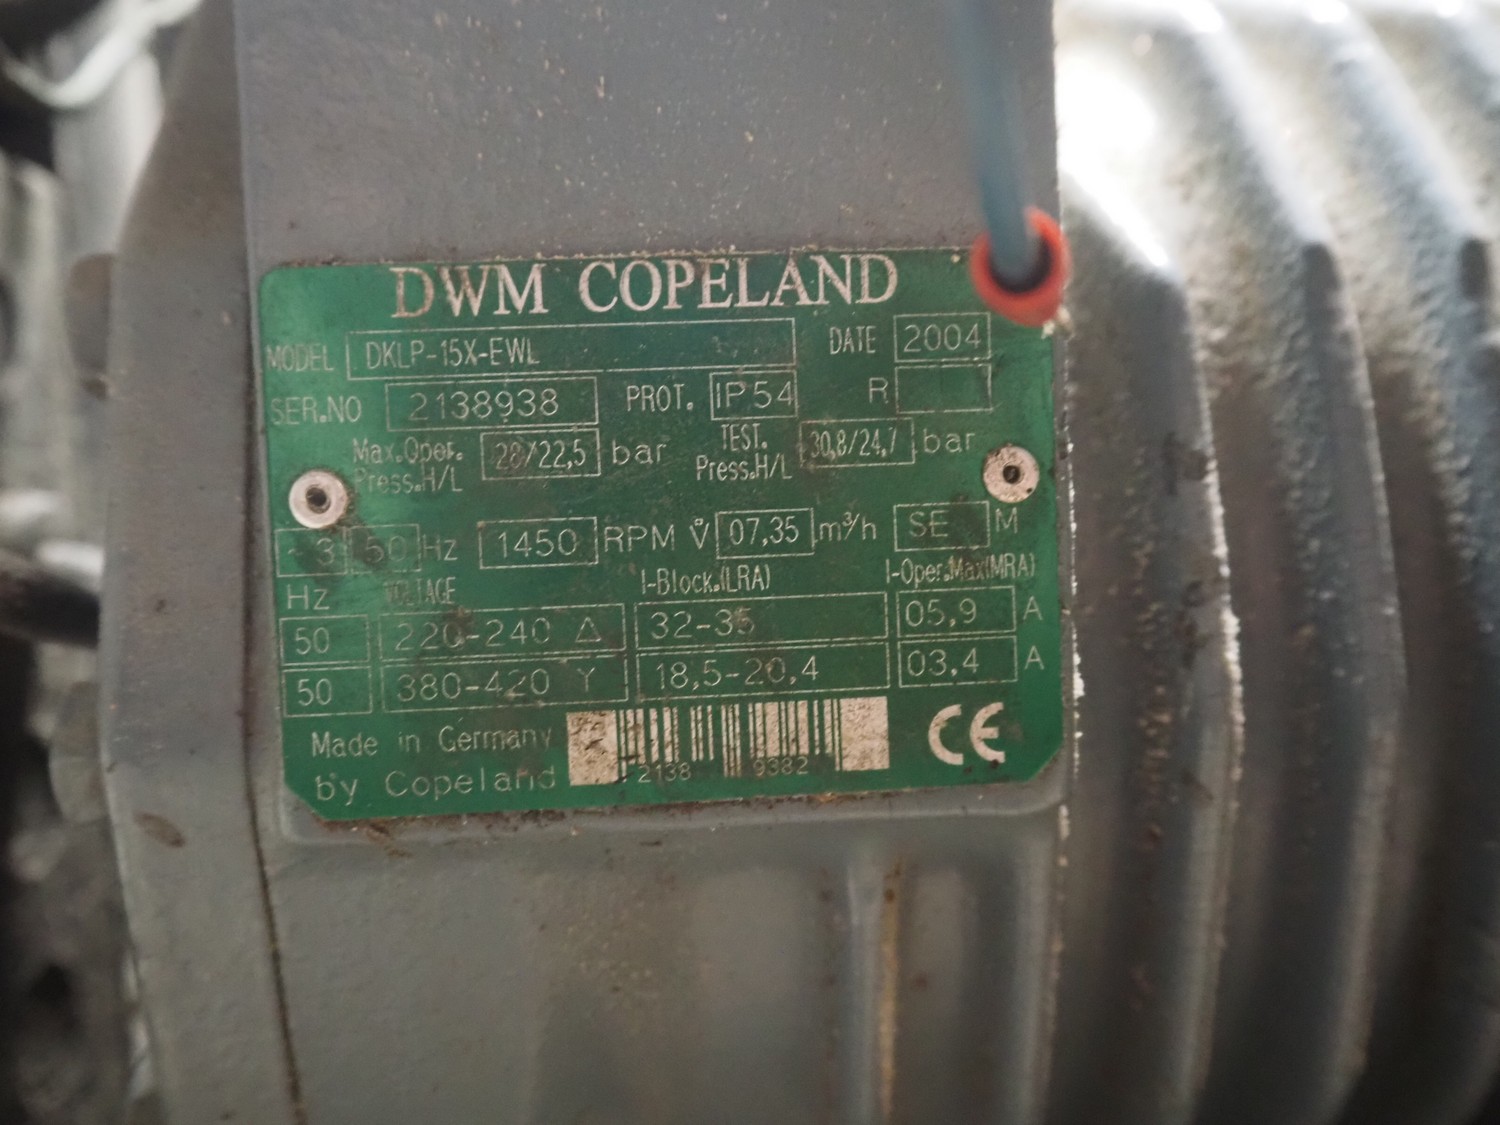 DWM COPELAND
MODEL DKLP-15X-EWL DATE 2004
SER.NO 2138938 PROT. IP54 R
Max.Oper. Press.H/L 28/22,5 bar TEST. Press.H/L 30,8/24,7 bar
~3 50 Hz 1450 RPM V̊ 07,35 m³/h SE M
Hz VOLTAGE I-Block.(LRA) I-Oper.Max(MRA)
50 220-240 Δ 32-35 05,9 A
50 380-420 Y 18,5-20,4 03,4 A
Made in Germany
by Copeland
2138 9382
CE